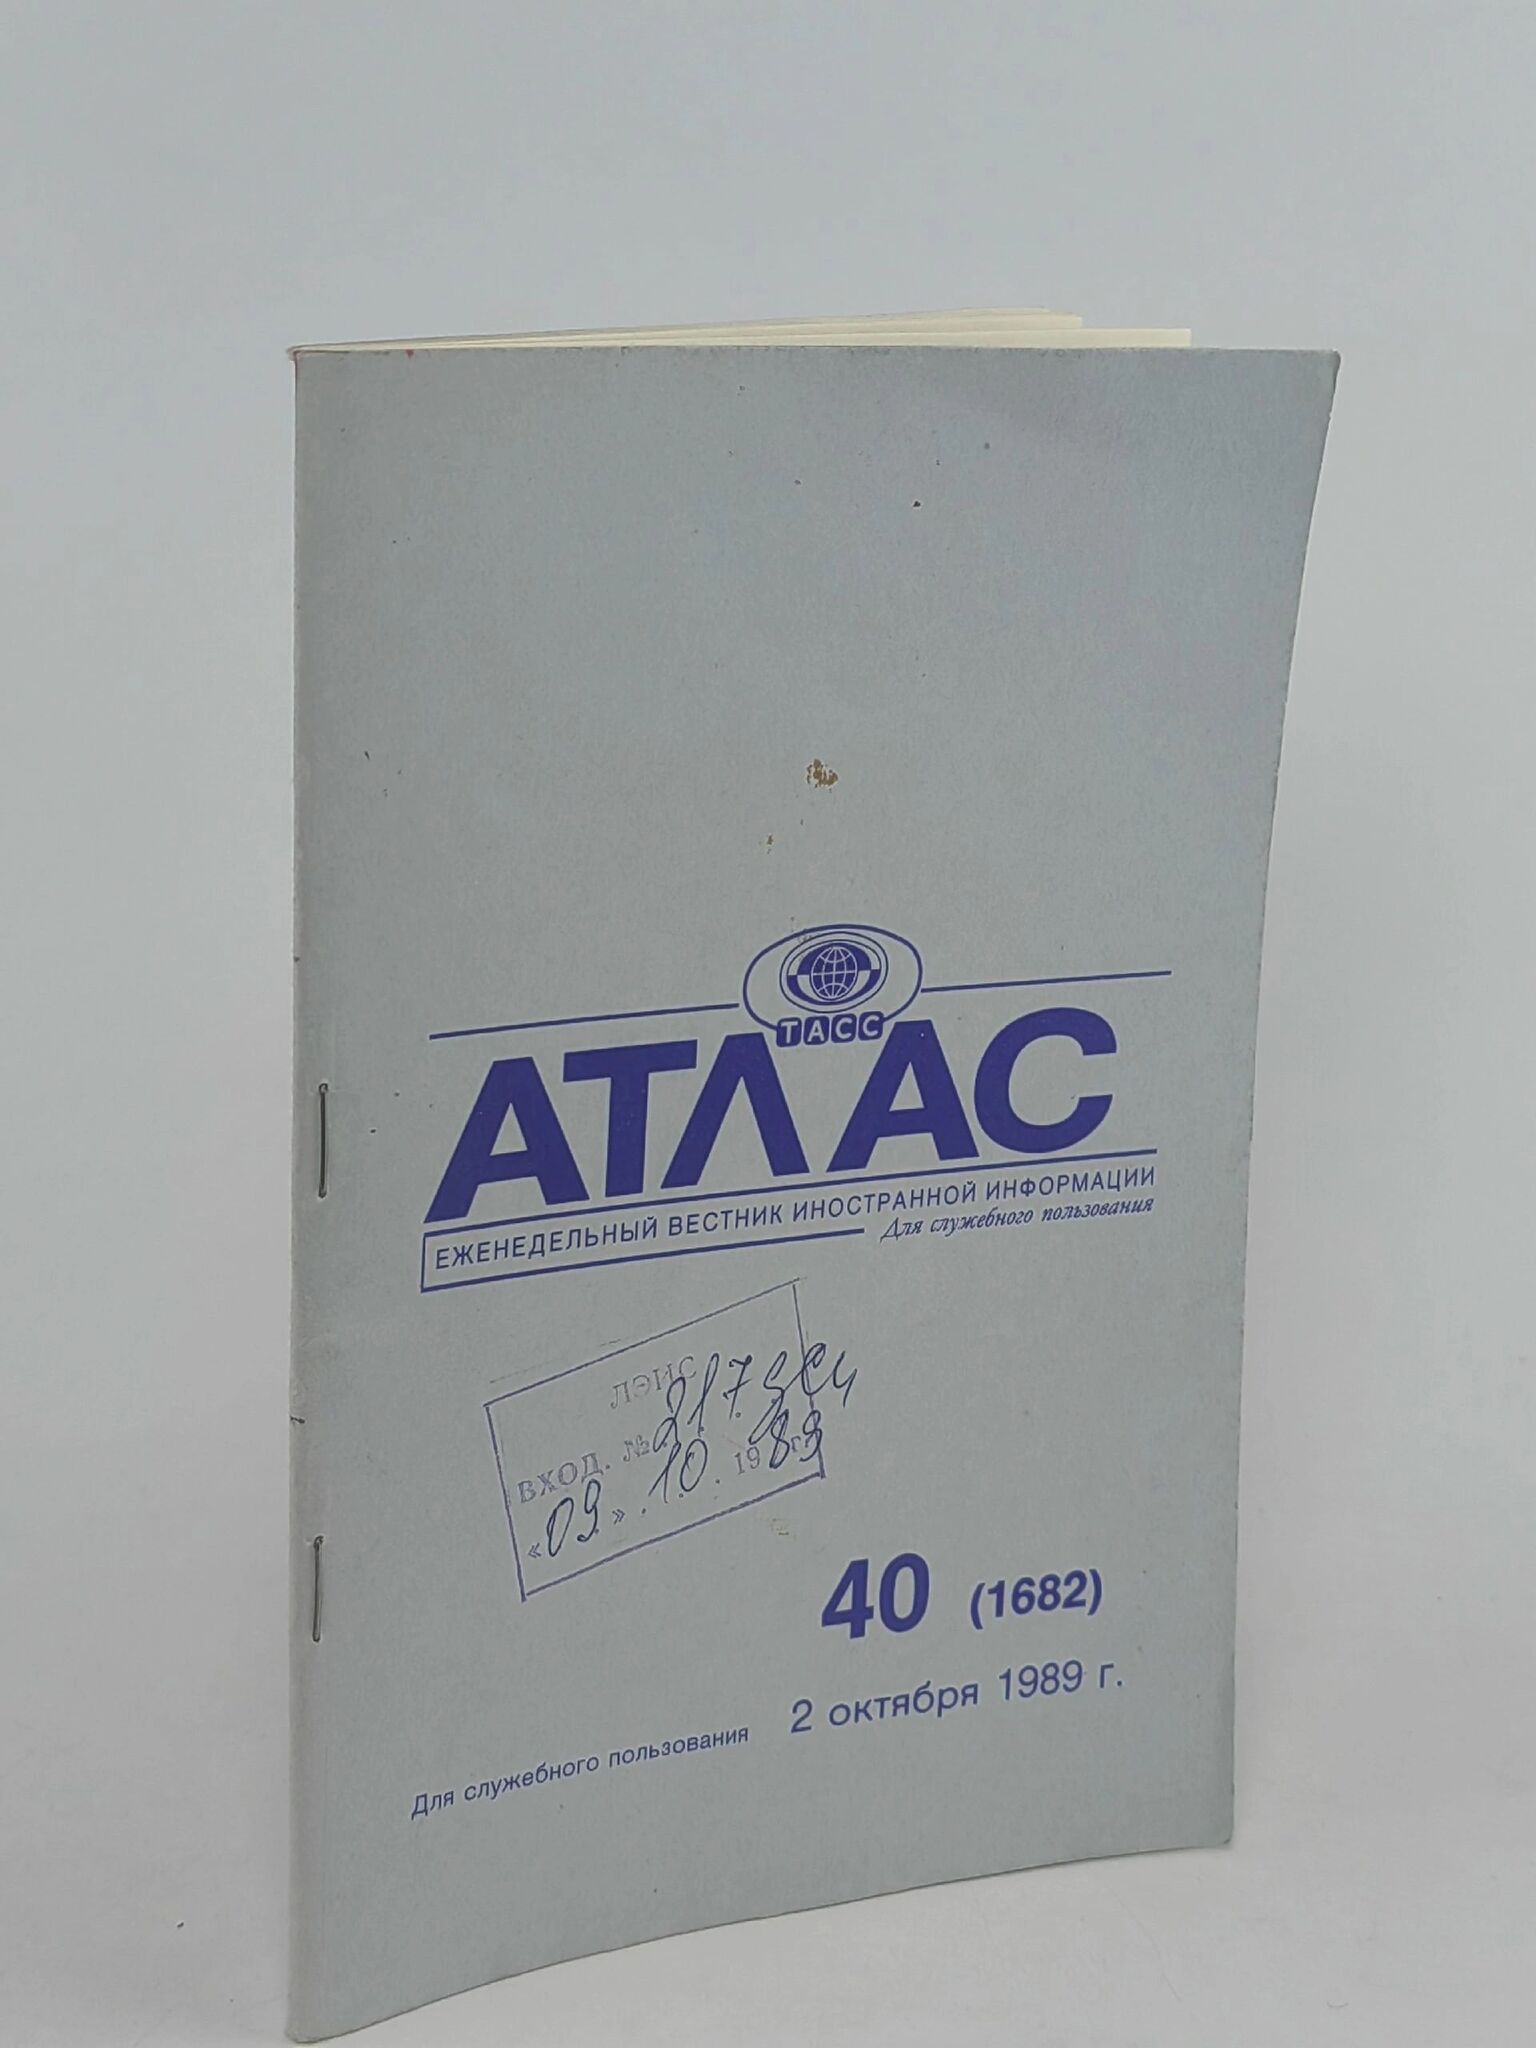 ТАСС
АТЛАС
ЕЖЕНЕДЕЛЬНЫЙ ВЕСТНИК ИНОСТРАННОЙ ИНФОРМАЦИИ
Для служебного пользования
ЛЭИС
ВХОД. № 217 дсп
«09» . 10 . 1989 г.
40 (1682)
2 октября 1989 г.
Для служебного пользования